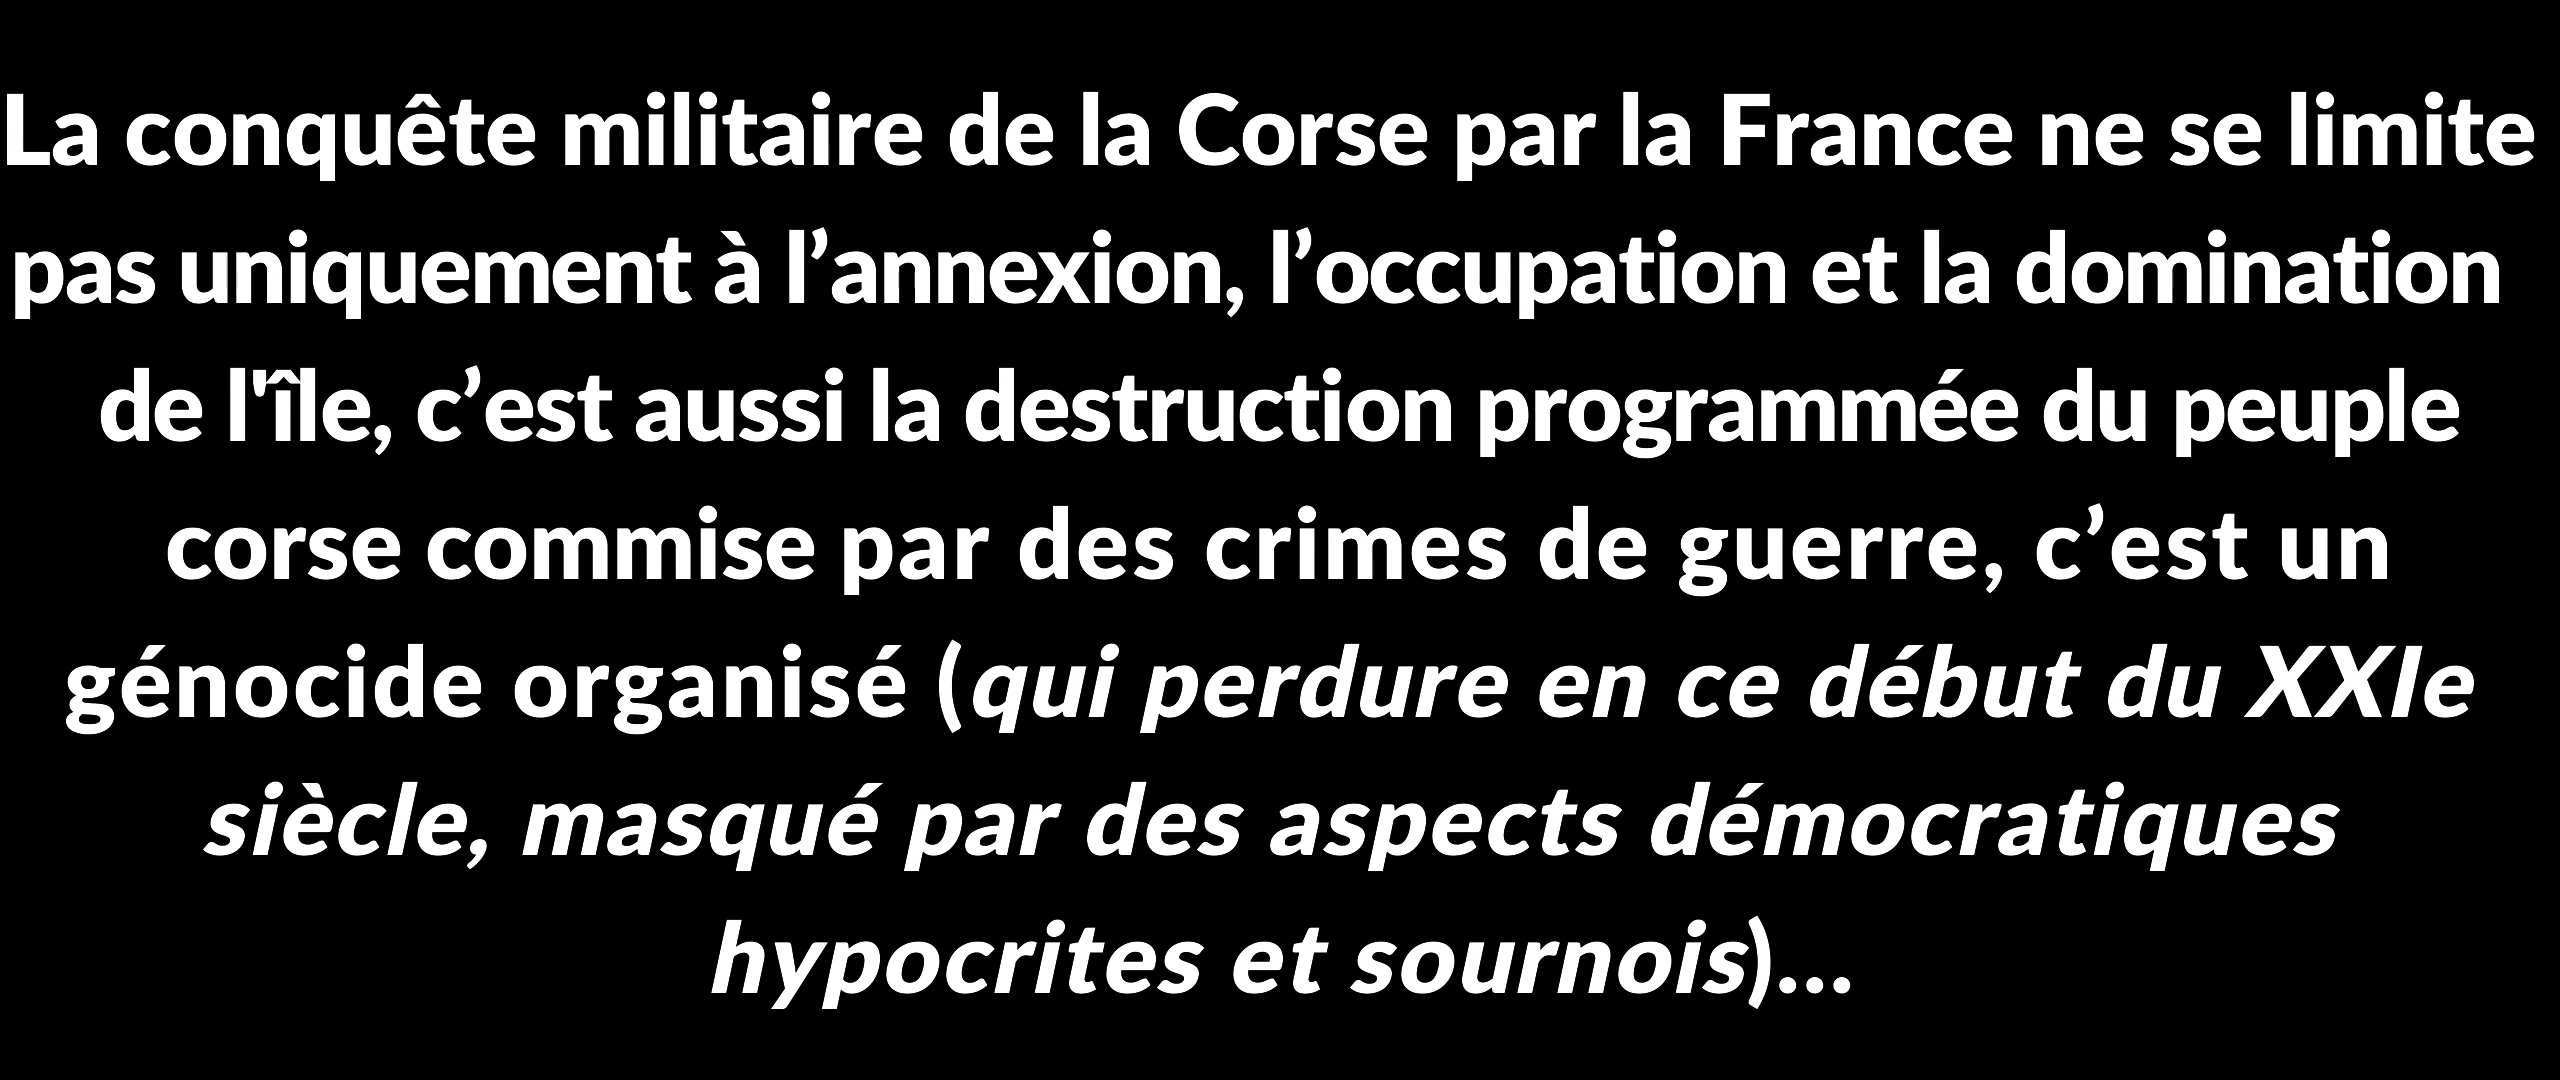 La conquête militaire de la Corse par la France ne se limite
pas uniquement à l’annexion, l’occupation et la domination
de l'île, c’est aussi la destruction programmée du peuple
corse commise par des crimes de guerre, c’est un
génocide organisé (qui perdure en ce début du XXIe
siècle, masqué par des aspects démocratiques
hypocrites et sournois)...